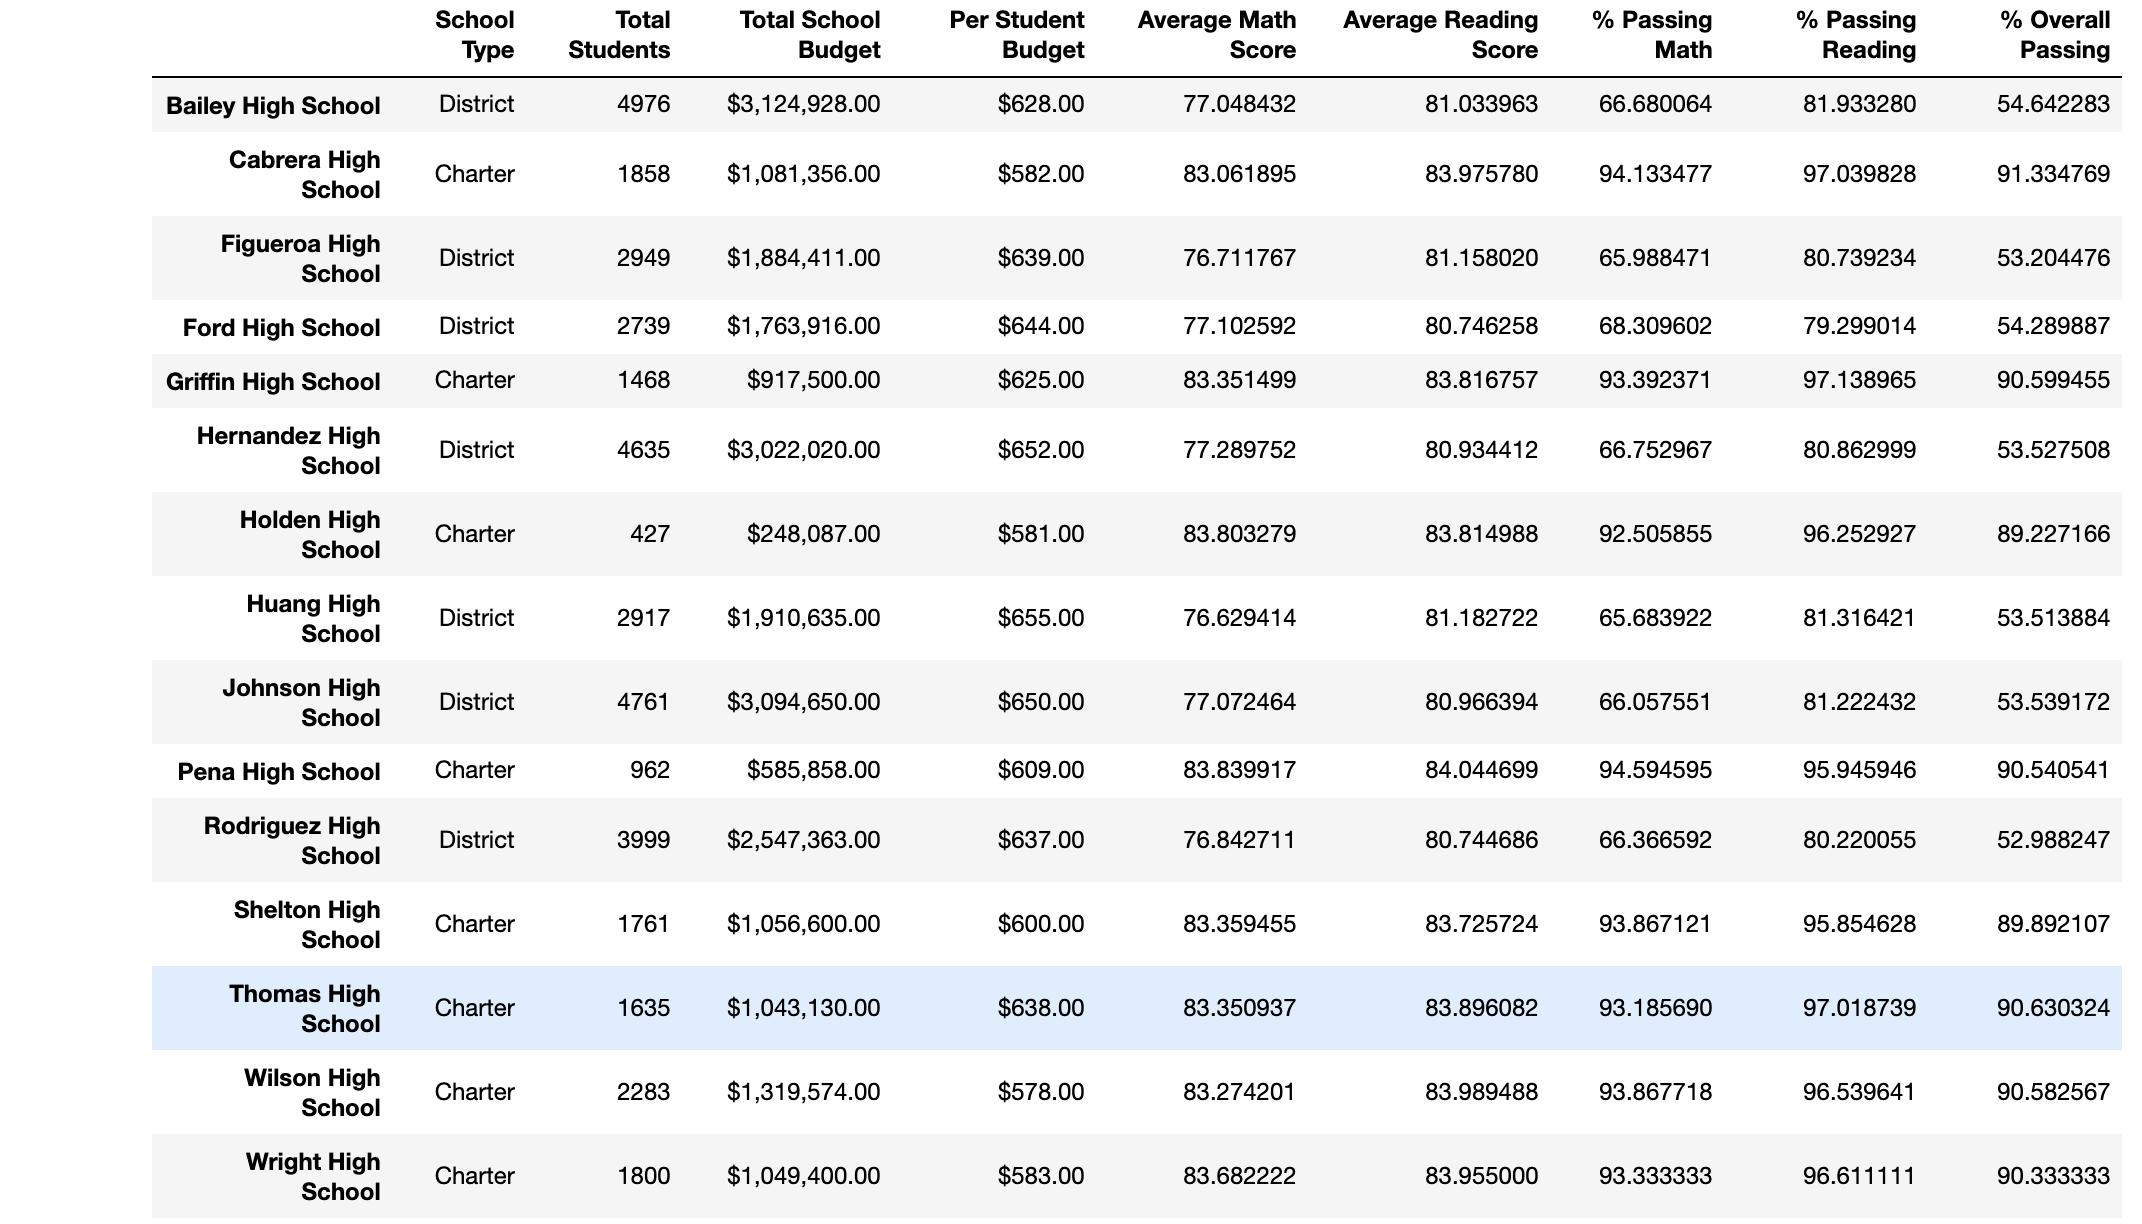 School Type Total Students Total School Budget Per Student Budget Average Math Score Average Reading Score % Passing Math % Passing Reading % Overall Passing
Bailey High School District 4976 $3,124,928.00 $628.00 77.048432 81.033963 66.680064 81.933280 54.642283
Cabrera High School Charter 1858 $1,081,356.00 $582.00 83.061895 83.975780 94.133477 97.039828 91.334769
Figueroa High School District 2949 $1,884,411.00 $639.00 76.711767 81.158020 65.988471 80.739234 53.204476
Ford High School District 2739 $1,763,916.00 $644.00 77.102592 80.746258 68.309602 79.299014 54.289887
Griffin High School Charter 1468 $917,500.00 $625.00 83.351499 83.816757 93.392371 97.138965 90.599455
Hernandez High School District 4635 $3,022,020.00 $652.00 77.289752 80.934412 66.752967 80.862999 53.527508
Holden High School Charter 427 $248,087.00 $581.00 83.803279 83.814988 92.505855 96.252927 89.227166
Huang High School District 2917 $1,910,635.00 $655.00 76.629414 81.182722 65.683922 81.316421 53.513884
Johnson High School District 4761 $3,094,650.00 $650.00 77.072464 80.966394 66.057551 81.222432 53.539172
Pena High School Charter 962 $585,858.00 $609.00 83.839917 84.044699 94.594595 95.945946 90.540541
Rodriguez High School District 3999 $2,547,363.00 $637.00 76.842711 80.744686 66.366592 80.220055 52.988247
Shelton High School Charter 1761 $1,056,600.00 $600.00 83.359455 83.725724 93.867121 95.854628 89.892107
Thomas High School Charter 1635 $1,043,130.00 $638.00 83.350937 83.896082 93.185690 97.018739 90.630324
Wilson High School Charter 2283 $1,319,574.00 $578.00 83.274201 83.989488 93.867718 96.539641 90.582567
Wright High School Charter 1800 $1,049,400.00 $583.00 83.682222 83.955000 93.333333 96.611111 90.333333